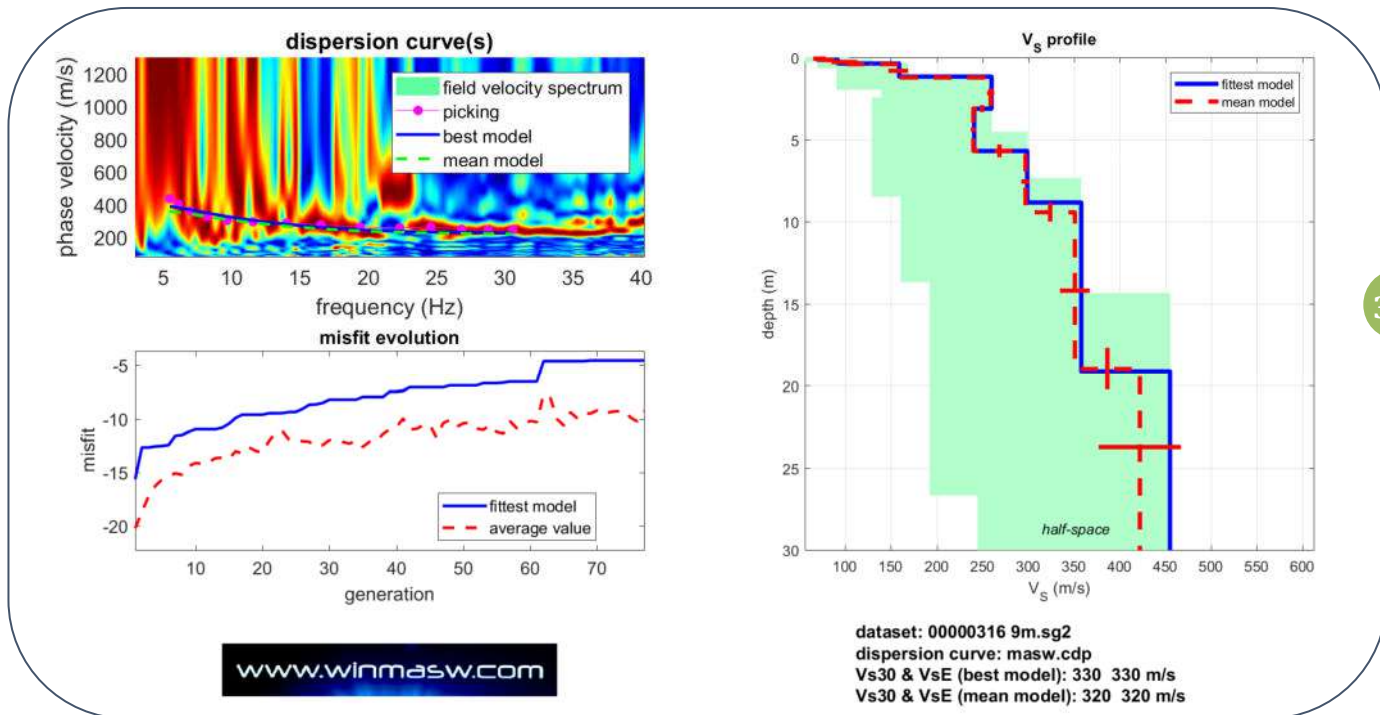 dispersion curve(s)
phase velocity (m/s)
1200
1000
800
600
400
200
field velocity spectrum
picking
best model
mean model
5 10 15 20 25 30 35 40
frequency (Hz)
misfit evolution
misfit
-5
-10
-15
-20
fittest model
average value
10 20 30 40 50 60 70
generation
www.winmasw.com
VS profile
depth (m)
0
5
10
15
20
25
30
fittest model
mean model
half-space
100 150 200 250 300 350 400 450 500 550 600
VS (m/s)
dataset: 00000316 9m.sg2
dispersion curve: masw.cdp
Vs30 & VsE (best model): 330 330 m/s
Vs30 & VsE (mean model): 320 320 m/s